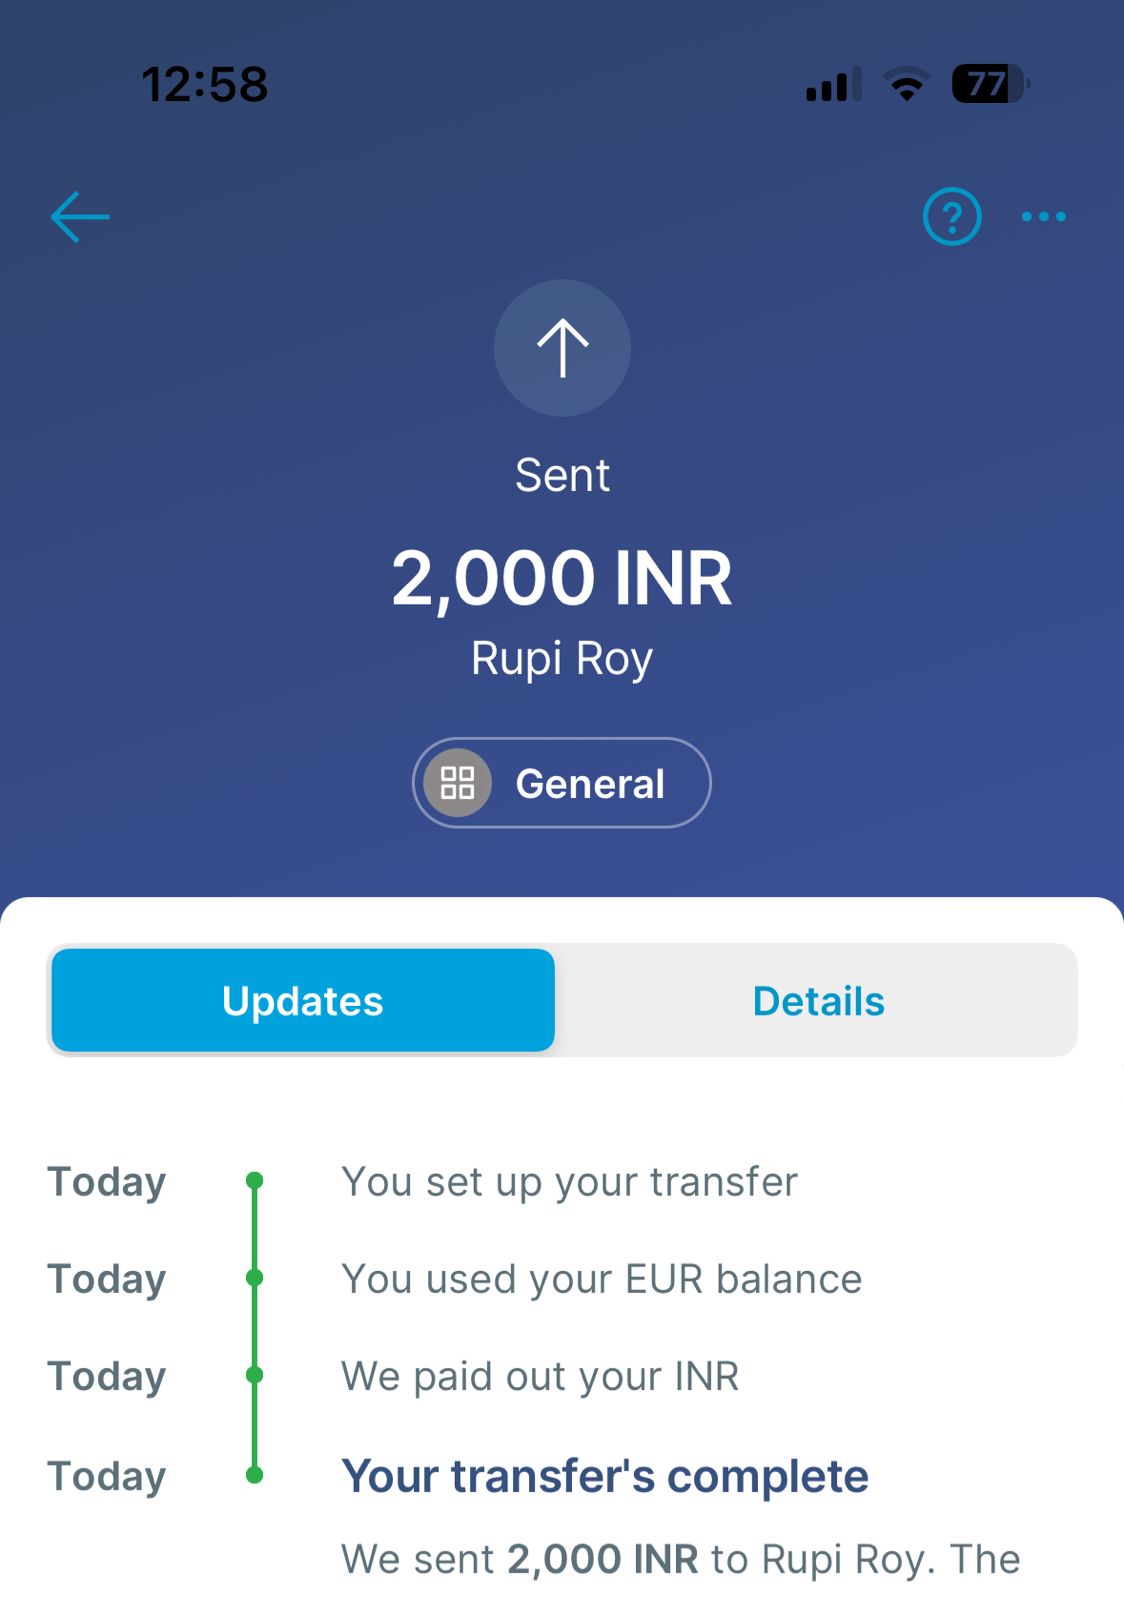 12:58
77
?
Sent
2,000 INR
Rupi Roy
General
Updates
Details
Today
You set up your transfer
Today
You used your EUR balance
Today
We paid out your INR
Today
Your transfer's complete
We sent 2,000 INR to Rupi Roy. The